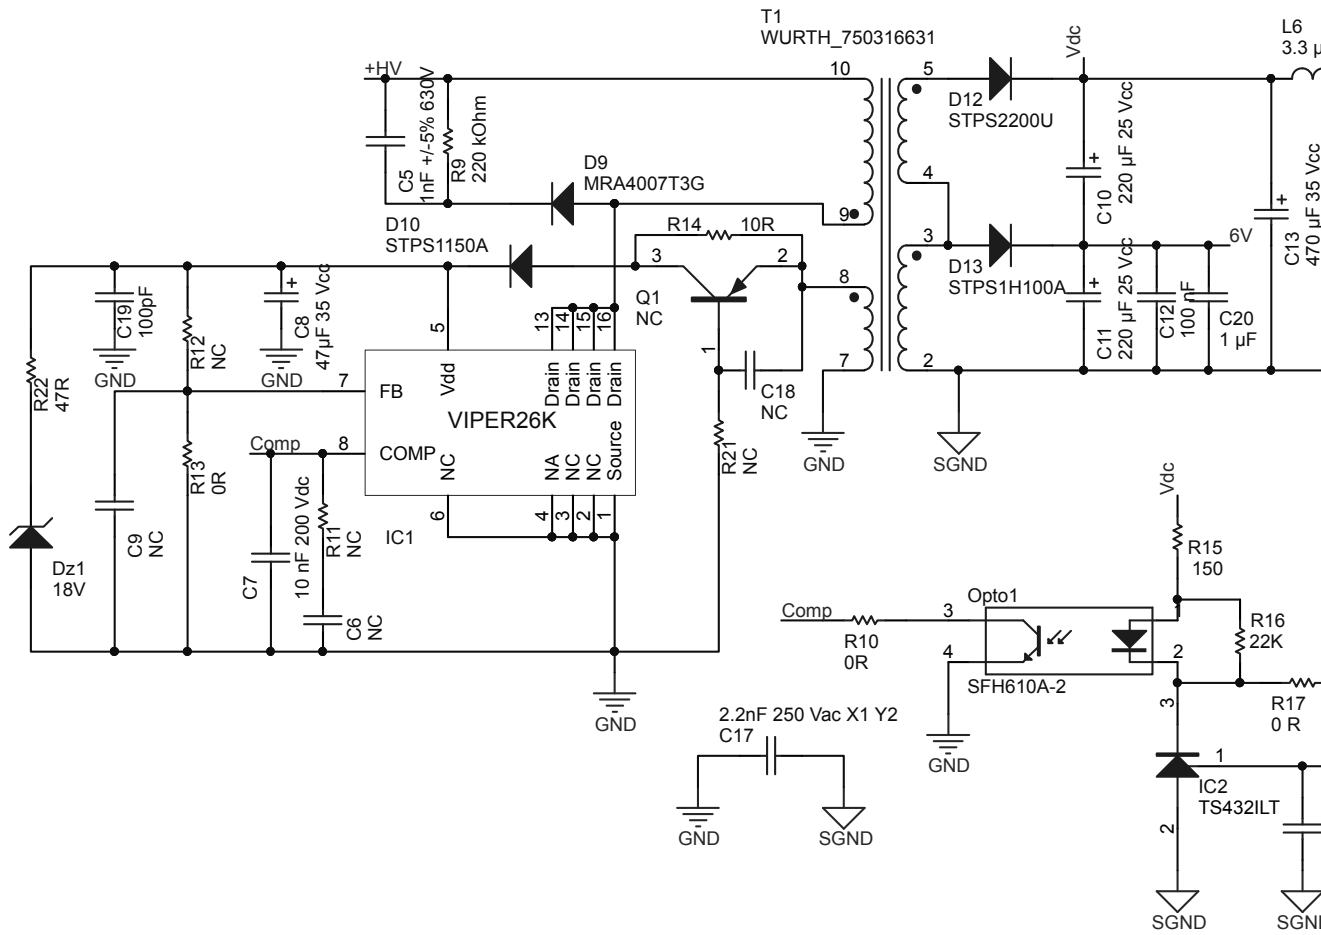 T1
WURTH_750316631
L6
3.3 µ
Vdc
+HV
10
5
D12
STPS2200U
C5
1nF +/-5% 630V
R9
220 kOhm
D9
MRA4007T3G
4
C10
220 µF 25 Vcc
9
C13
470 µF 35 Vcc
D10
STPS1150A
R14
10R
3
2
3
6V
D13
STPS1H100A
C19
100pF
R12
NC
C8
47µF 35 Vcc
5
13
14
15
16
Q1
NC
8
C11
220 µF 25 Vcc
C12
100 nF
C20
1 µF
GND
GND
1
7
2
R22
47R
7
FB
Vdd
Drain
Drain
Drain
Drain
VIPER26K
C18
NC
Comp
8
COMP
NC
NA
NC
NC
Source
R21
NC
GND
SGND
R13
0R
6
4
3
2
1
IC1
C9
NC
10 nF 200 Vdc
C7
R11
NC
Dz1
18V
C6
NC
Vdc
R15
150
Opto1
Comp
3
1
R10
0R
4
2
R16
22K
SFH610A-2
R17
0 R
GND
2.2nF 250 Vac X1 Y2
C17
3
GND
1
IC2
TS432ILT
GND
SGND
2
SGND
SGND